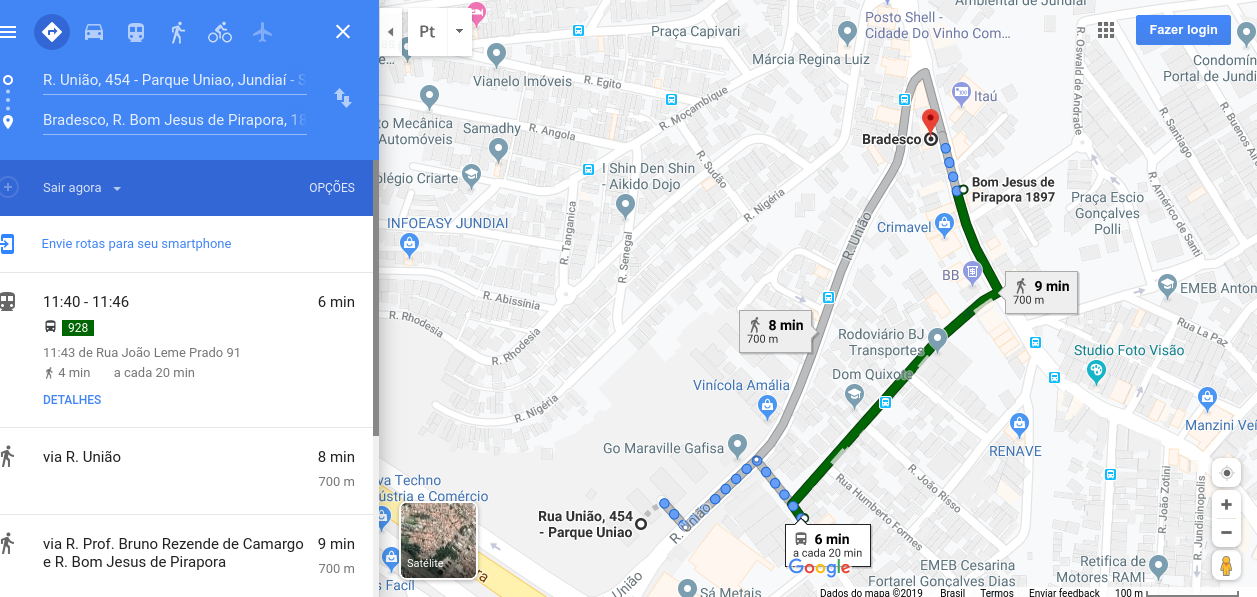 R. União, 454 - Parque Uniao, Jundiaí - S
Bradesco, R. Bom Jesus de Pirapora, 18
Sair agora
OPÇÕES
Envie rotas para seu smartphone
11:40 - 11:46
6 min
928
11:43 de Rua João Leme Prado 91
4 min
a cada 20 min
DETALHES
via R. União
8 min
700 m
via R. Prof. Bruno Rezende de Camargo
e R. Bom Jesus de Pirapora
9 min
700 m
Pt
Fazer login
Ambiental de Jundiaí
Posto Shell -
Cidade Do Vinho Com...
Praça Capivari
Márcia Regina Luiz
Vianelo Imóveis
R. Egito
R. Moçambique
Itaú
R. Oswald de Andrade
Condomín
Portal de Jundi
to Mecânica
Automóveis
Samadhy
R. Angola
Bradesco
R. Santiago
R. Buenos A
olégio Criarte
I Shin Den Shin
- Aikido Dojo
R. Sudão
R. Nigéria
Bom Jesus de
Pirapora 1897
Praça Escio
Gonçalves
Polli
R. Américo de Santi
INFOEASY JUNDIAI
R. Tanganica
R. Senegal
R. União
Crimavel
BB
9 min
700 m
EMEB Anton
R. Abissínia
R. Rhodesia
R. Rhodesia
8 min
700 m
Rodoviário BJ
Transportes
Rua La Paz
Studio Foto Visão
Dom Quixote
Vinícola Amália
R. Nigéria
Manzini Veí
Go Maraville Gafisa
RENAVE
va Techno
ústria e Comércio
R. João Risso
Rua Humberto Formes
R. João Zotini
R. Jundiainópolis
Rua União, 454
- Parque Uniao
R. União
6 min
a cada 20 min
Google
Satélite
s Facil
União
Sá Metais
EMEB Cesarina
Fortarel Gonçalves Dias
Retifica de
Motores RAMI
Dados do mapa ©2019
Brasil
Termos
Enviar feedback
100 m